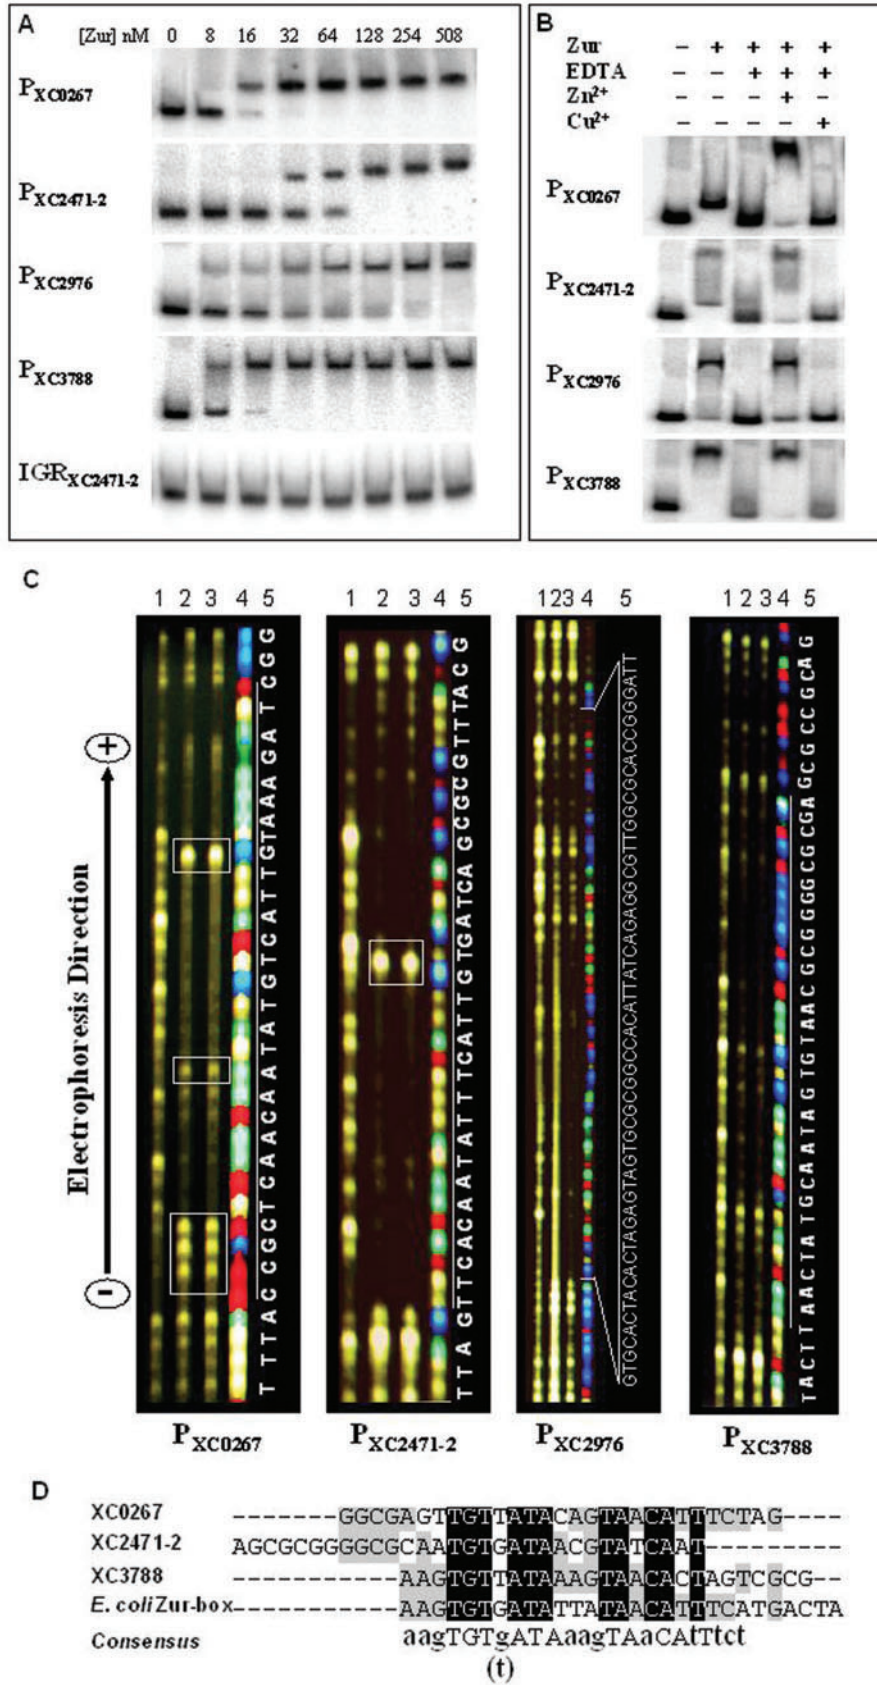 A
[Zur] nM 0 8 16 32 64 128 254 508
PXC0267
PXC2471-2
PXC2976
PXC3788
IGRXC2471-2
B
Zur − + + + +
EDTA − − + + +
Zn2+ − − − + −
Cu2+ − − − − +
PXC0267
PXC2471-2
PXC2976
PXC3788
C
Electrophoresis Direction
+
-
1 2 3 4 5
TTTACCGCTCAACAATATGTCATTGTAAAGATCGG
PXC0267
1 2 3 4 5
TTAGTTCACAATATTTCATTGTGATCAGCGCGTTTACG
PXC2471-2
1 2 3 4 5
GTGCACTACACTAGAGTAGTGCGCGGCCACATTATCAGAGGCGTTGGCGCACCGGGATT
PXC2976
1 2 3 4 5
TACTTAACTATGCAATAGTGTAACGCGGGGCGCGAGCGCCGCAG
PXC3788
D
XC0267 -------GGCGAGTTGTTATACAGTAACATTTCTAG----
XC2471-2 AGCGCGGGGCGCAATGTGATAACGTATCAAT---------
XC3788 -----------AAGTGTTATAAAGTAACACTAGTCGCG--
E. coli Zur-box-----------AAGTGTGATATTATAACATTTCATGACTA
Consensus aagTGTgATAaagTAaCAtTtct
(t)